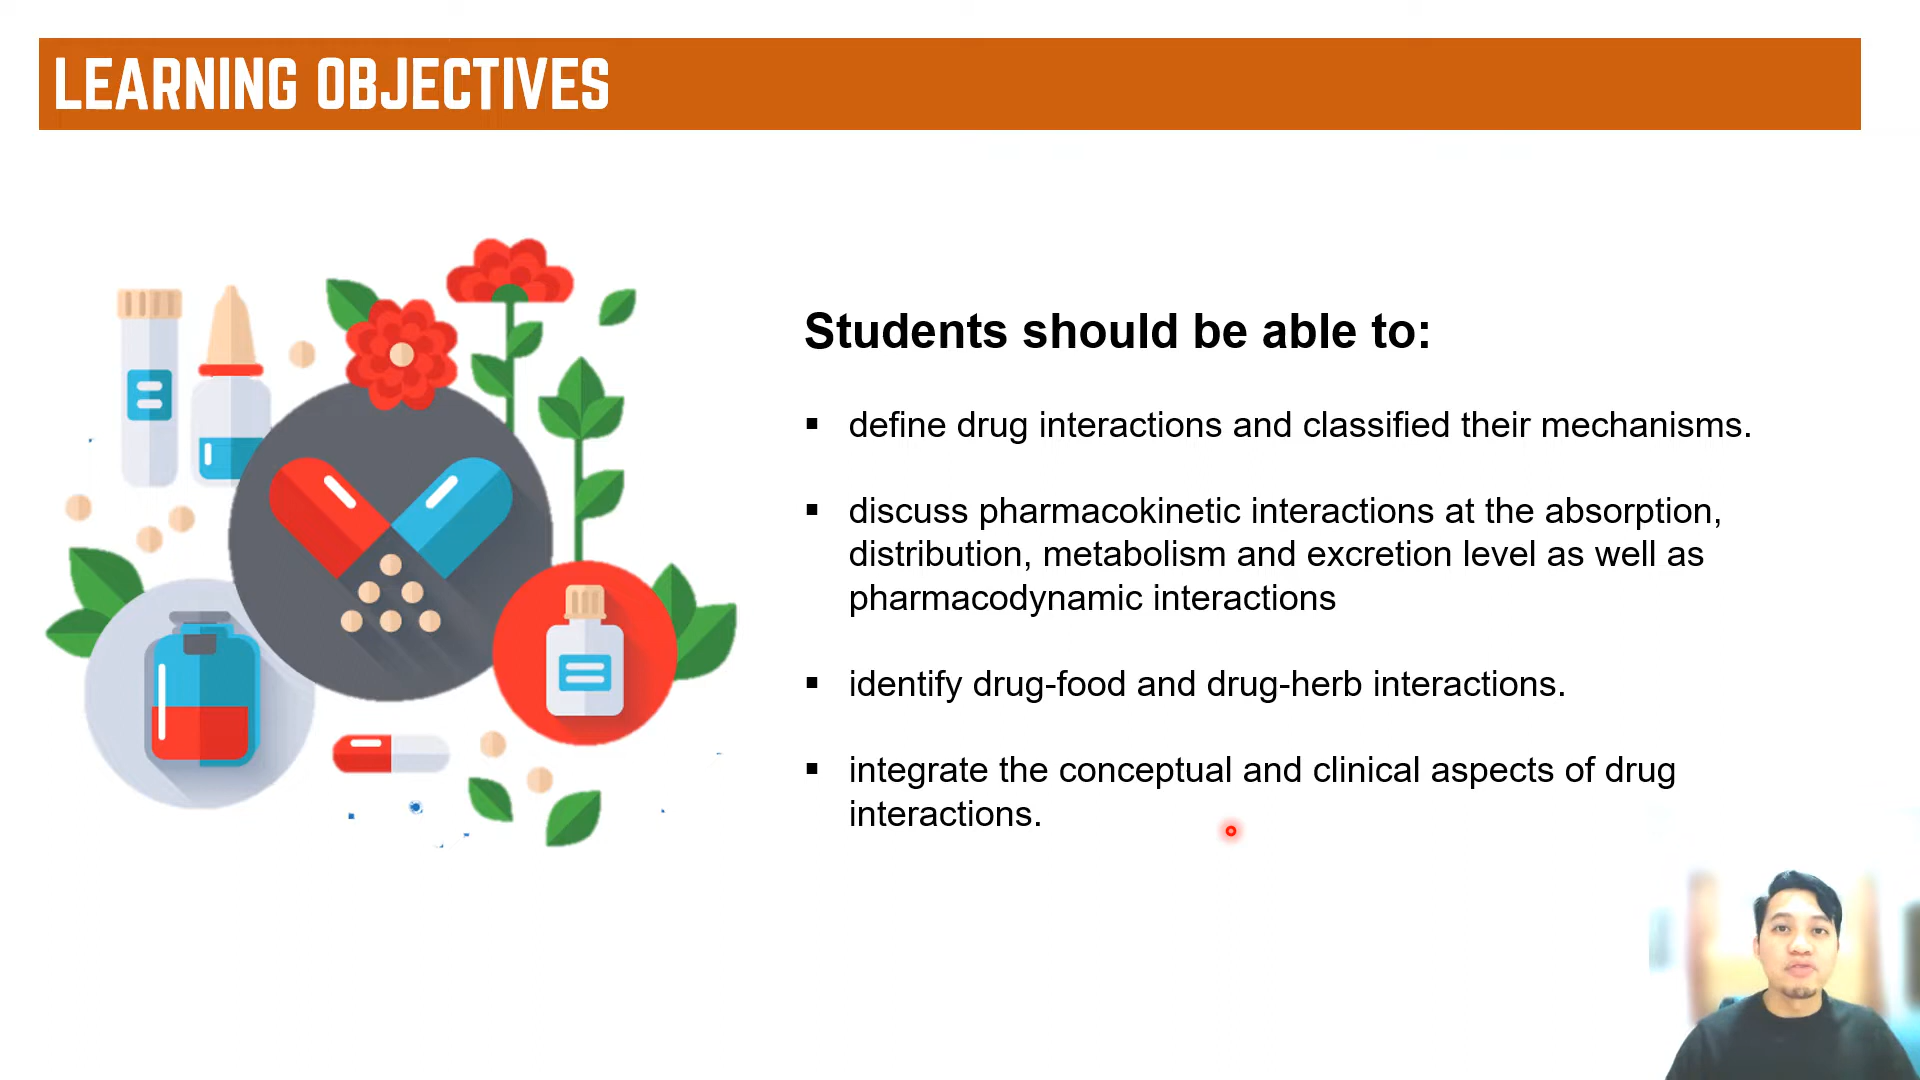 LEARNING OBJECTIVES
Students should be able to:
▪ define drug interactions and classified their mechanisms.
▪ discuss pharmacokinetic interactions at the absorption,
distribution, metabolism and excretion level as well as
pharmacodynamic interactions
▪ identify drug-food and drug-herb interactions.
▪ integrate the conceptual and clinical aspects of drug
interactions.